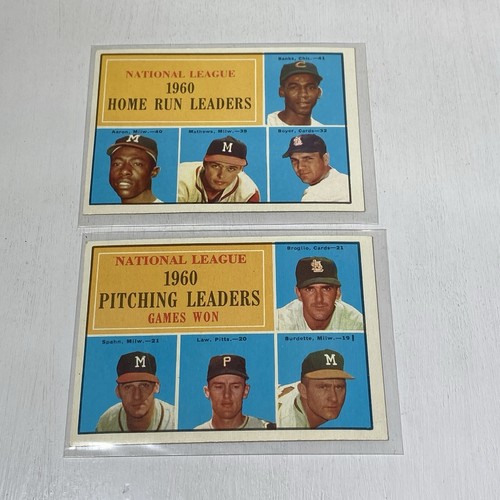 NATIONAL LEAGUE
1960
HOME RUN LEADERS
Banks, Chi.—41
C
Aaron, Milw.—40
Mathews, Milw.—39
Boyer, Cards—32
M
M
NATIONAL LEAGUE
1960
PITCHING LEADERS
GAMES WON
Broglio, Cards—21
Spahn, Milw.—21
Law, Pitts.—20
Burdette, Milw.—19
M
P
M